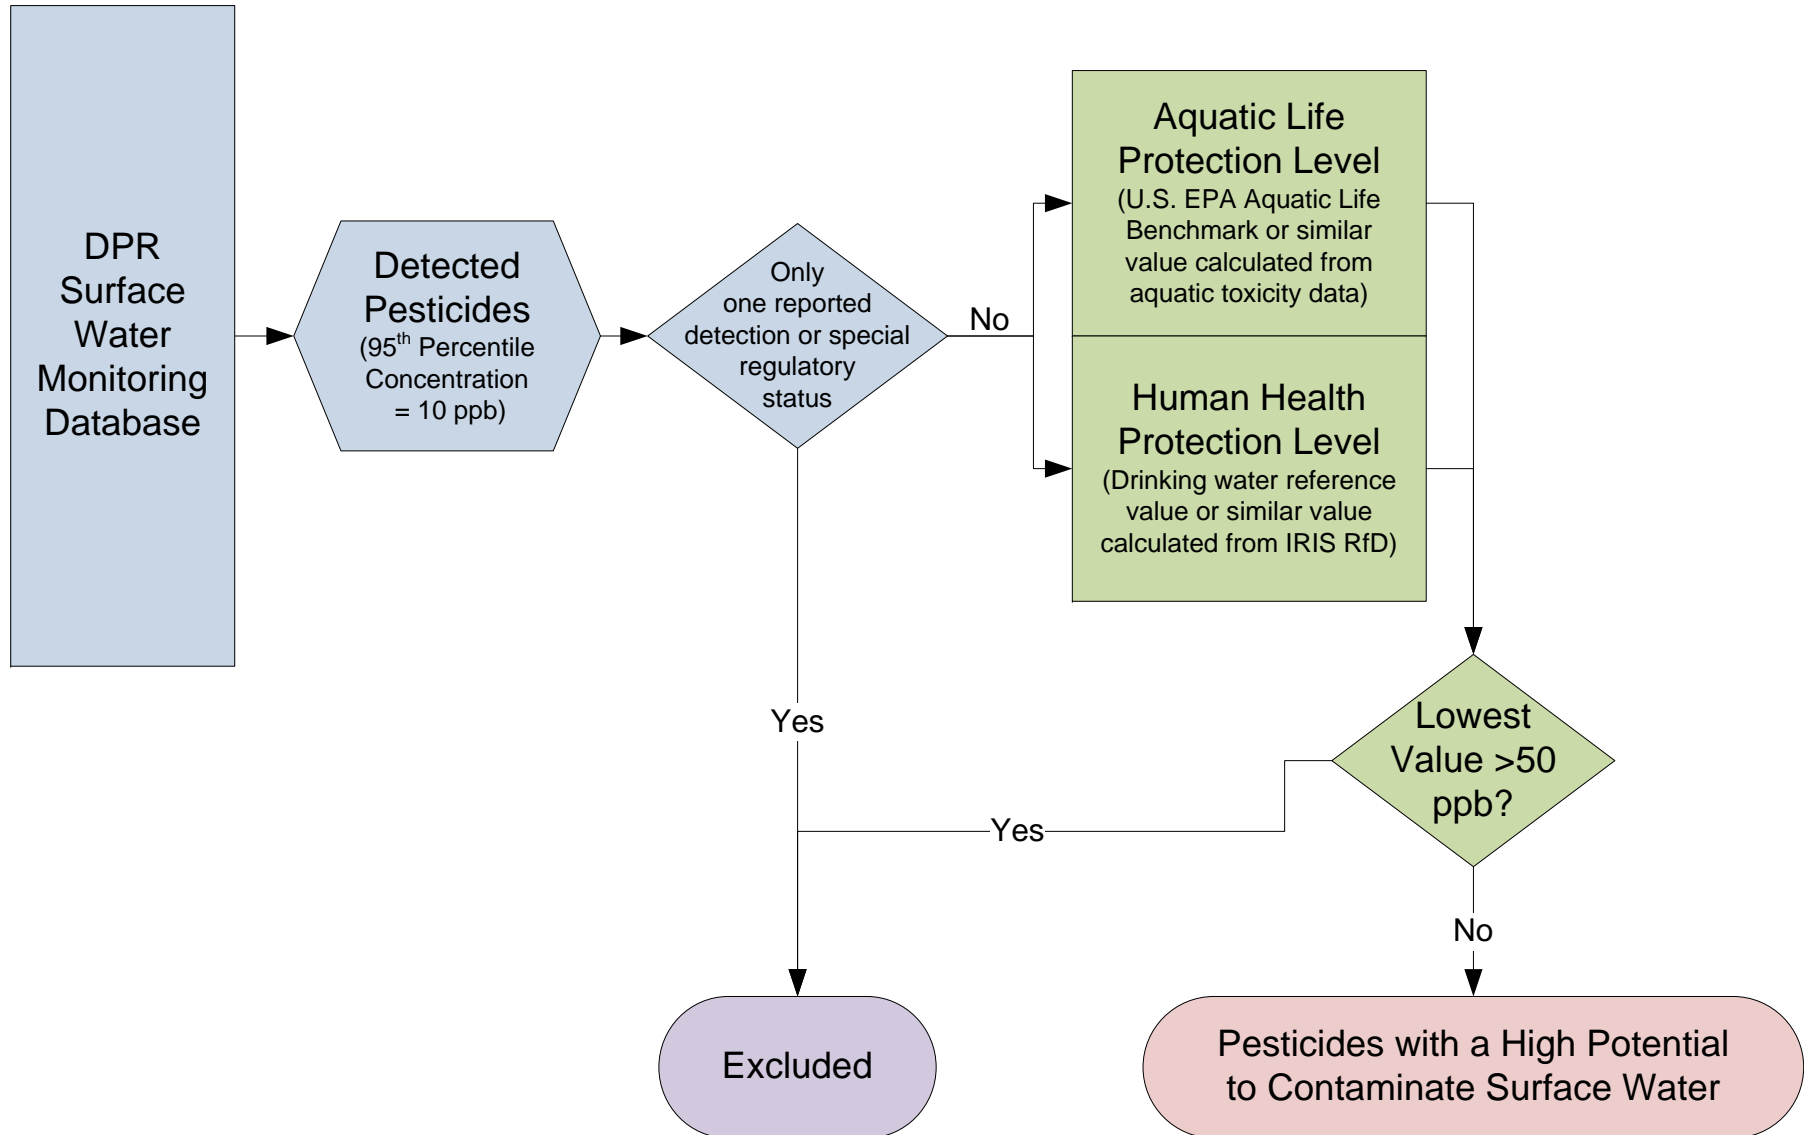 DPR
Surface
Water
Monitoring
Database
Detected
Pesticides
(95th Percentile
Concentration
= 10 ppb)
Only
one reported
detection or special
regulatory
status
No
Aquatic Life
Protection Level
(U.S. EPA Aquatic Life
Benchmark or similar
value calculated from
aquatic toxicity data)
Human Health
Protection Level
(Drinking water reference
value or similar value
calculated from IRIS RfD)
Yes
Lowest
Value >50
ppb?
Yes
No
Excluded
Pesticides with a High Potential
to Contaminate Surface Water